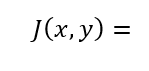 J(x, y) =